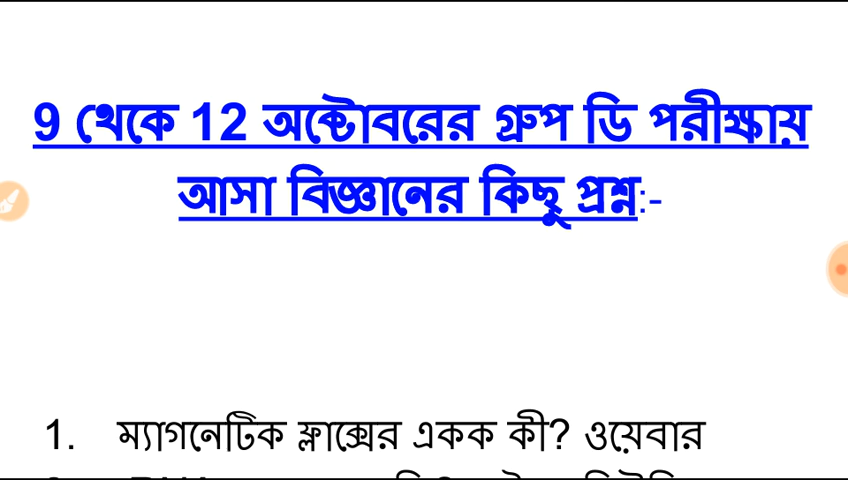 9 থেকে 12 অক্টোবরের গ্রুপ ডি পরীক্ষায়
আসা বিজ্ঞানের কিছু প্রশ্ন:-
1. ম্যাগনেটিক ফ্লাক্সের একক কী? ওয়েবার